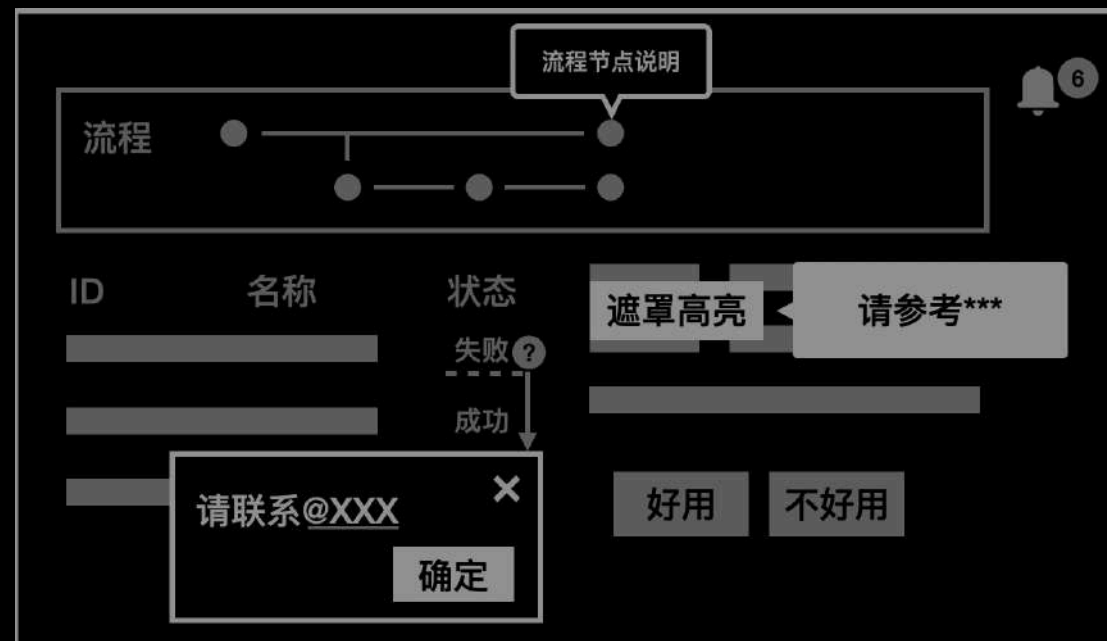 流程节点说明
6
流程
ID 名称 状态
遮罩高亮
请参考***
失败?
成功
请联系@XXX
确定
好用
不好用